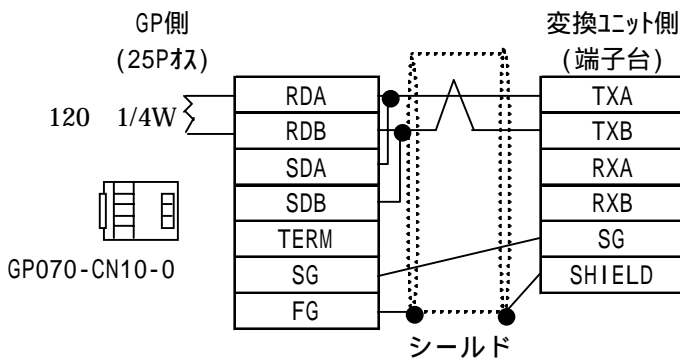 GP側
(25Pオス)
変換ユニット側
(端子台)
120 1/4W
RDA
RDB
SDA
SDB
TERM
SG
FG
TXA
TXB
RXA
RXB
SG
SHIELD
GP070-CN10-0
シールド